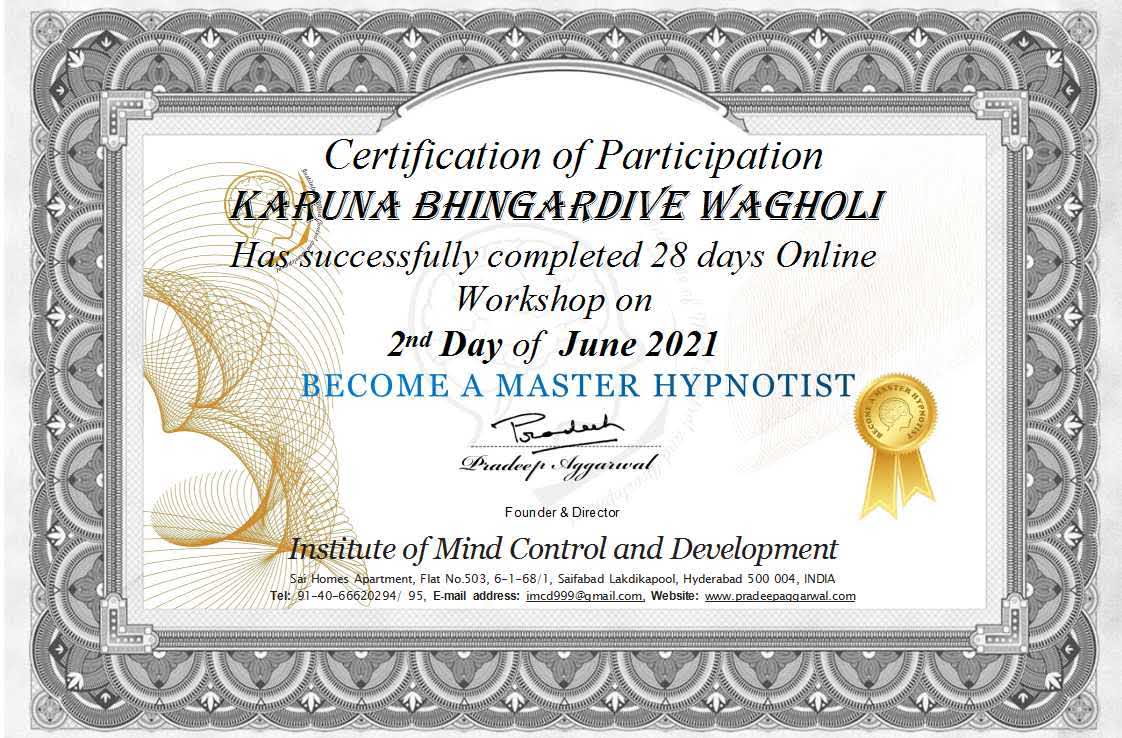 Certification of Participation
KARUNA BHINGARDIVE WAGHOLI
Has successfully completed 28 days Online
Workshop on
2nd Day of June 2021
BECOME A MASTER HYPNOTIST
BECOME A MASTER HYPNOTIST
Pradeep
Pradeep Aggarwal
Founder & Director
Institute of Mind Control and Development
Sai Homes Apartment, Flat No.503, 6-1-68/1, Saifabad Lakdikapool, Hyderabad 500 004, INDIA
Tel: 91-40-66620294/ 95, E-mail address: imcd999@gmail.com, Website: www.pradeepaggarwal.com